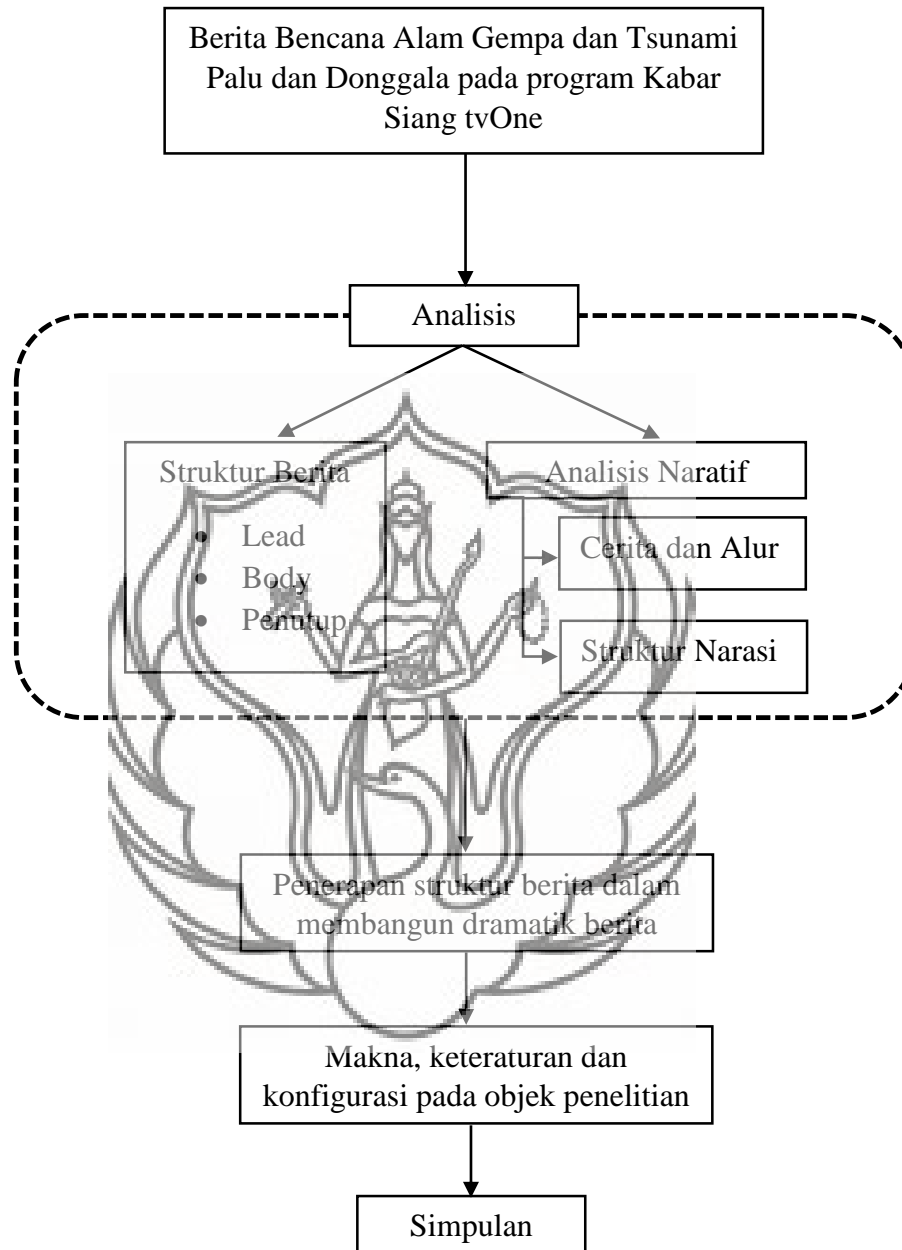 Berita Bencana Alam Gempa dan Tsunami
Palu dan Donggala pada program Kabar
Siang tvOne
Analisis
Struktur Berita
• Lead
• Body
• Penutup
Analisis Naratif
Cerita dan Alur
Struktur Narasi
Penerapan struktur berita dalam
membangun dramatik berita
Makna, keteraturan dan
konfigurasi pada objek penelitian
Simpulan